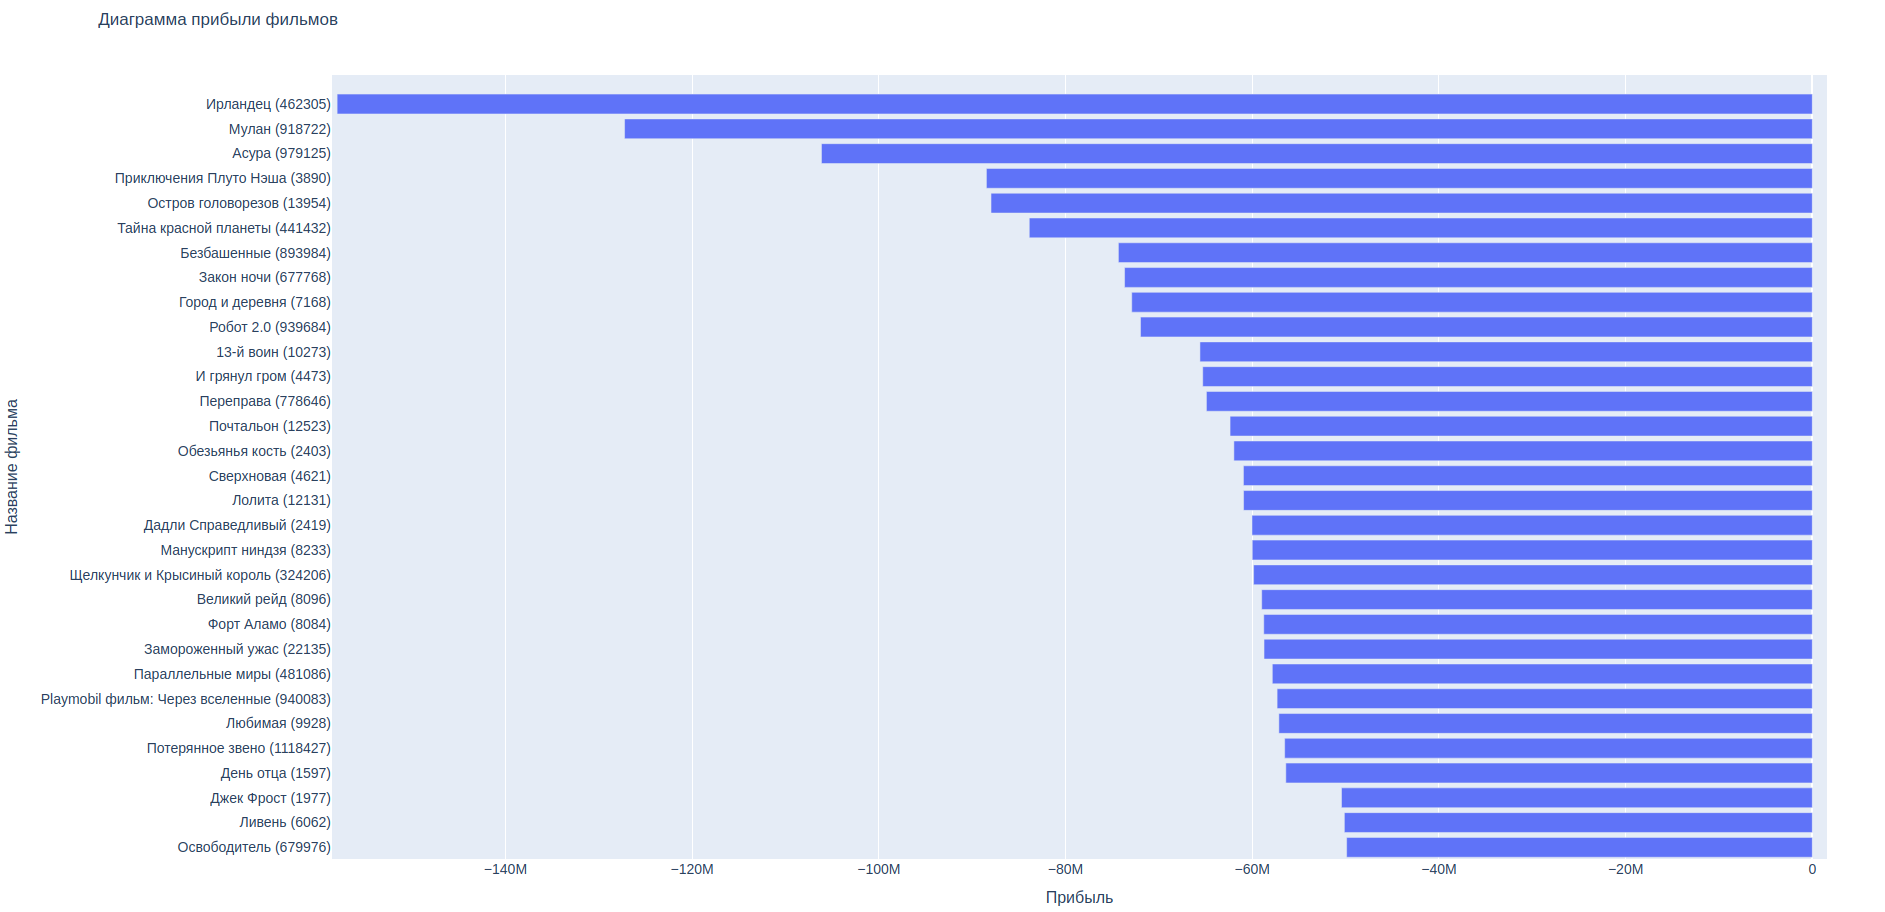 Диаграмма прибыли фильмов
Название фильма
Ирландец (462305)
Мулан (918722)
Асура (979125)
Приключения Плуто Нэша (3890)
Остров головорезов (13954)
Тайна красной планеты (441432)
Безбашенные (893984)
Закон ночи (677768)
Город и деревня (7168)
Робот 2.0 (939684)
13-й воин (10273)
И грянул гром (4473)
Переправа (778646)
Почтальон (12523)
Обезьянья кость (2403)
Сверхновая (4621)
Лолита (12131)
Дадли Справедливый (2419)
Манускрипт ниндзя (8233)
Щелкунчик и Крысиный король (324206)
Великий рейд (8096)
Форт Аламо (8084)
Замороженный ужас (22135)
Параллельные миры (481086)
Playmobil фильм: Через вселенные (940083)
Любимая (9928)
Потерянное звено (1118427)
День отца (1597)
Джек Фрост (1977)
Ливень (6062)
Освободитель (679976)
−140M −120M −100M −80M −60M −40M −20M 0
Прибыль